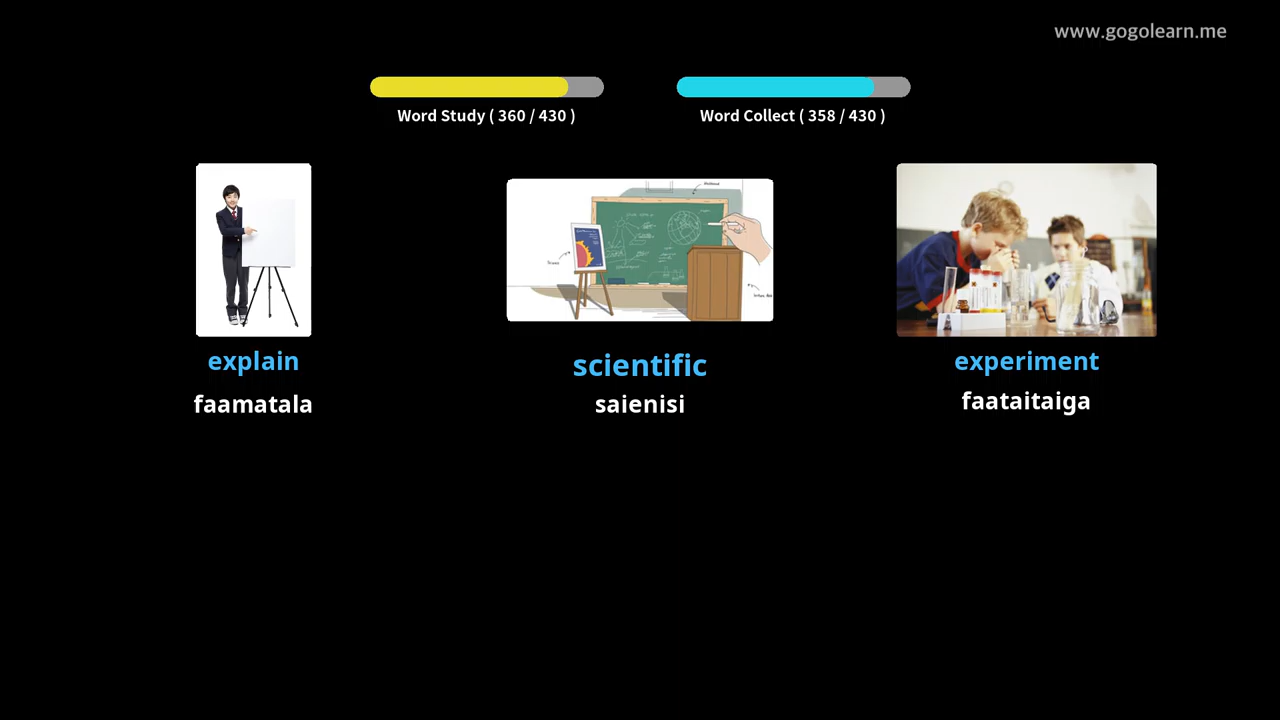 www.gogolearn.me
Word Study ( 360 / 430 )
Word Collect ( 358 / 430 )
explain
scientific
experiment
faamatala
saienisi
faataitaiga